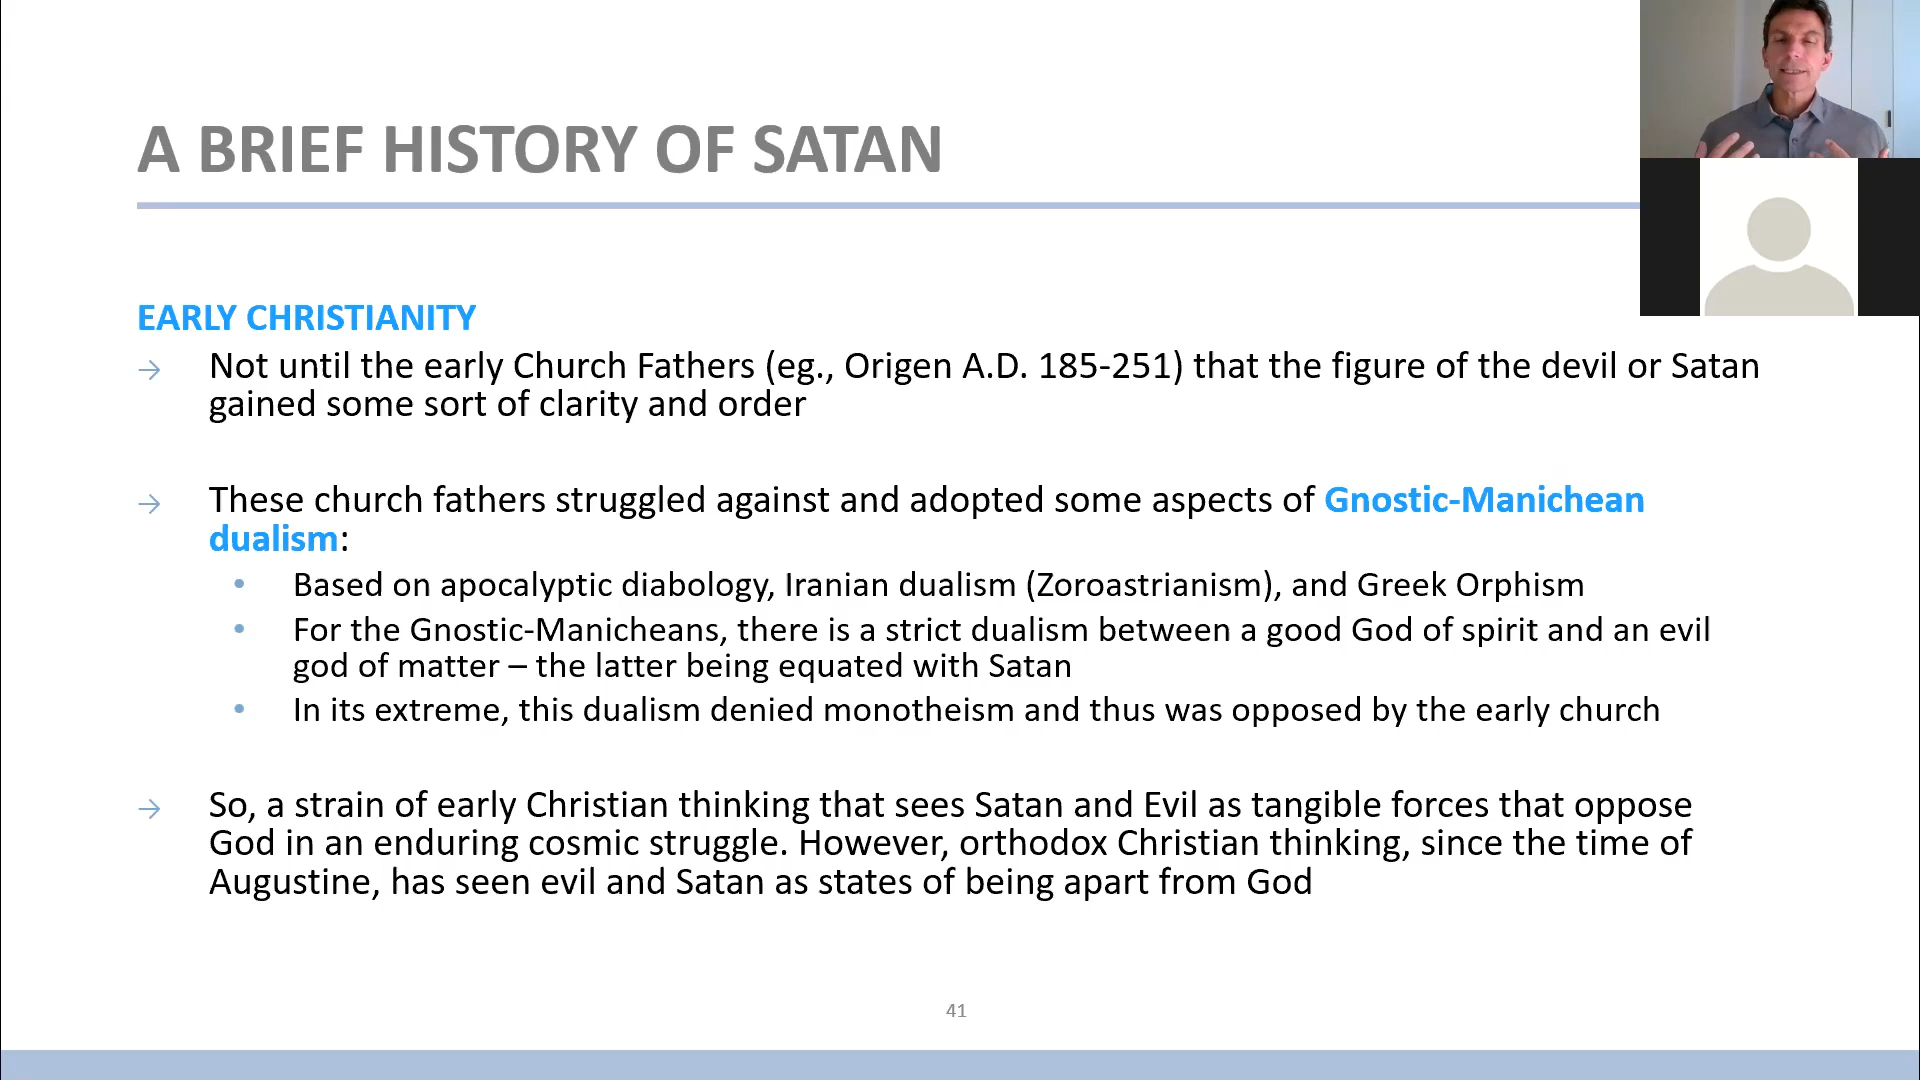 A BRIEF HISTORY OF SATAN
EARLY CHRISTIANITY
→ Not until the early Church Fathers (eg., Origen A.D. 185-251) that the figure of the devil or Satan
gained some sort of clarity and order
→ These church fathers struggled against and adopted some aspects of Gnostic-Manichean
dualism:
• Based on apocalyptic diabology, Iranian dualism (Zoroastrianism), and Greek Orphism
• For the Gnostic-Manicheans, there is a strict dualism between a good God of spirit and an evil
god of matter – the latter being equated with Satan
• In its extreme, this dualism denied monotheism and thus was opposed by the early church
→ So, a strain of early Christian thinking that sees Satan and Evil as tangible forces that oppose
God in an enduring cosmic struggle. However, orthodox Christian thinking, since the time of
Augustine, has seen evil and Satan as states of being apart from God
41